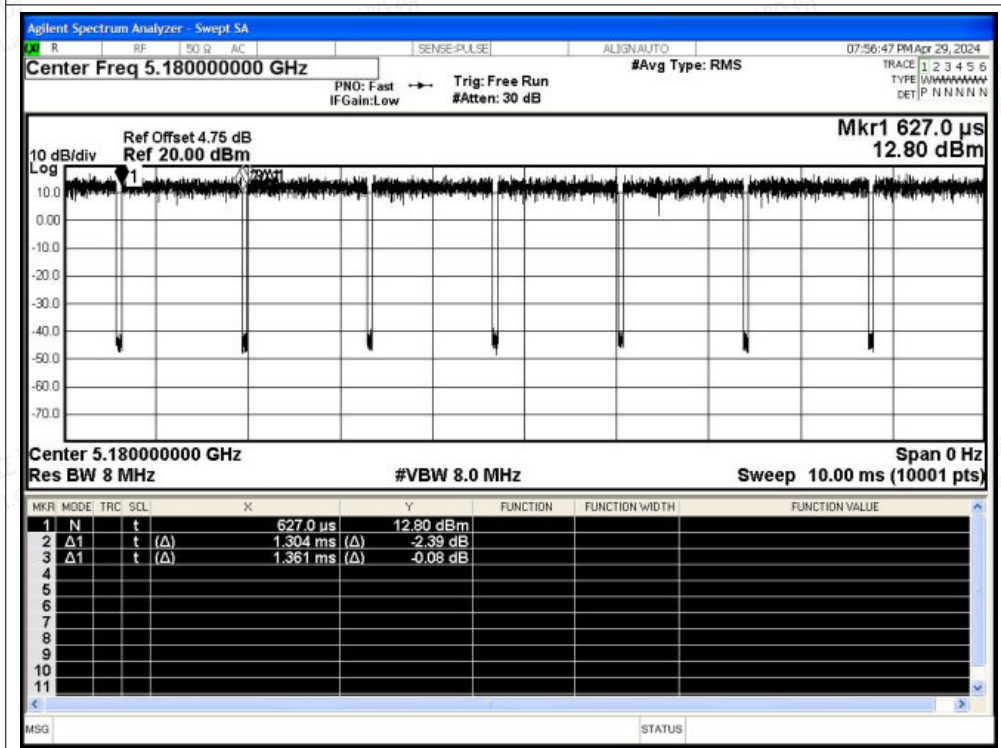 Agilent Spectrum Analyzer - Swept SA
LXI R RF 50 Ω AC SENSE:PULSE ALIGN AUTO 07:56:47 PM Apr 29, 2024
Center Freq 5.180000000 GHz #Avg Type: RMS TRACE 1 2 3 4 5 6
PNO: Fast Trig: Free Run TYPE
IFGain:Low #Atten: 30 dB DET P N N N N N
Mkr1 627.0 µs
Ref Offset 4.75 dB
10 dB/div Ref 20.00 dBm 12.80 dBm
Log
1
10.0
0.00
-10.0
-20.0
-30.0
-40.0
-50.0
-60.0
-70.0
Center 5.180000000 GHz Span 0 Hz
Res BW 8 MHz #VBW 8.0 MHz Sweep 10.00 ms (10001 pts)
MKR MODE TRC SCL X Y FUNCTION FUNCTION WIDTH FUNCTION VALUE
1 N t 627.0 µs 12.80 dBm
2 Δ1 t (Δ) 1.304 ms (Δ) -2.39 dB
3 Δ1 t (Δ) 1.361 ms (Δ) -0.08 dB
4
5
6
7
8
9
10
11
MSG STATUS